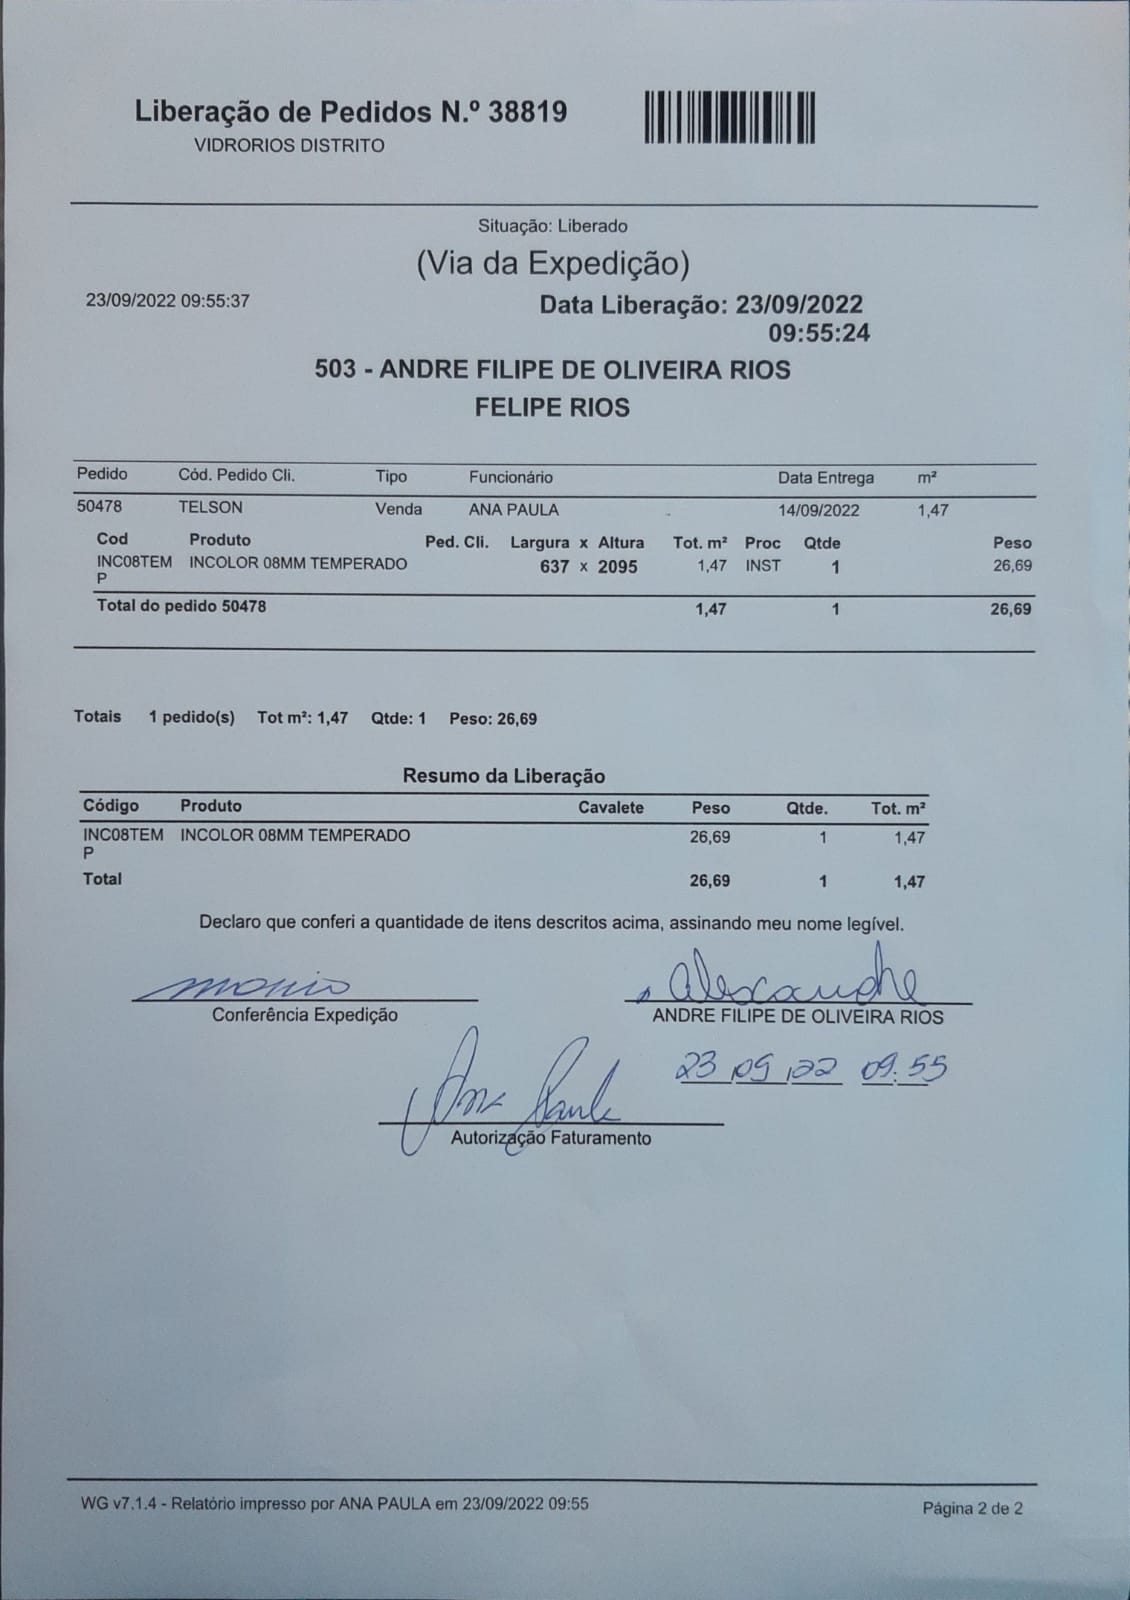 Liberação de Pedidos N.º 38819
VIDRORIOS DISTRITO
Situação: Liberado
(Via da Expedição)
23/09/2022 09:55:37
Data Liberação: 23/09/2022
09:55:24
503 - ANDRE FILIPE DE OLIVEIRA RIOS
FELIPE RIOS
Pedido Cód. Pedido Cli. Tipo Funcionário Data Entrega m²
50478 TELSON Venda ANA PAULA 14/09/2022 1,47
Cod Produto Ped. Cli. Largura x Altura Tot. m² Proc Qtde Peso
INC08TEM INCOLOR 08MM TEMPERADO 637 x 2095 1,47 INST 1 26,69
P
Total do pedido 50478 1,47 1 26,69
Totais 1 pedido(s) Tot m²: 1,47 Qtde: 1 Peso: 26,69
Resumo da Liberação
Código Produto Cavalete Peso Qtde. Tot. m²
INC08TEM INCOLOR 08MM TEMPERADO 26,69 1 1,47
P
Total 26,69 1 1,47
Declaro que conferi a quantidade de itens descritos acima, assinando meu nome legível.
Alexandre
Conferência Expedição ANDRE FILIPE DE OLIVEIRA RIOS
23/09/22 09:55
Ana Paula
Autorização Faturamento
WG v7.1.4 - Relatório impresso por ANA PAULA em 23/09/2022 09:55
Página 2 de 2